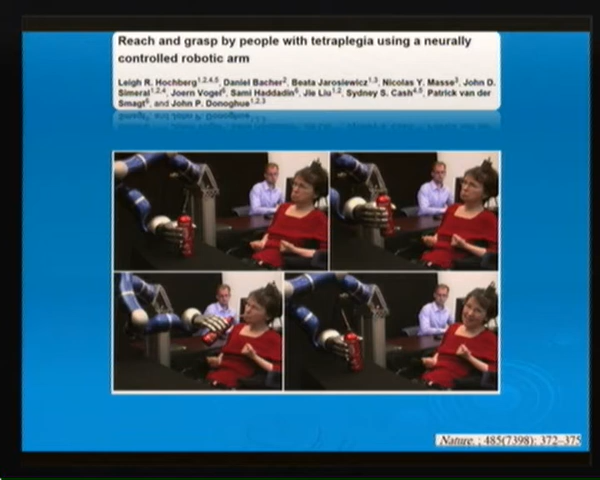 Reach and grasp by people with tetraplegia using a neurally
controlled robotic arm
Leigh R. Hochberg1,2,4,5, Daniel Bacher2, Beata Jarosiewicz1,3, Nicolas Y. Masse3, John D.
Simeral1,2,4, Joern Vogel6, Sami Haddadin6, Jie Liu1,2, Sydney S. Cash4,5, Patrick van der
Smagt6, and John P. Donoghue1,2,3
Nature. ; 485(7398): 372–375